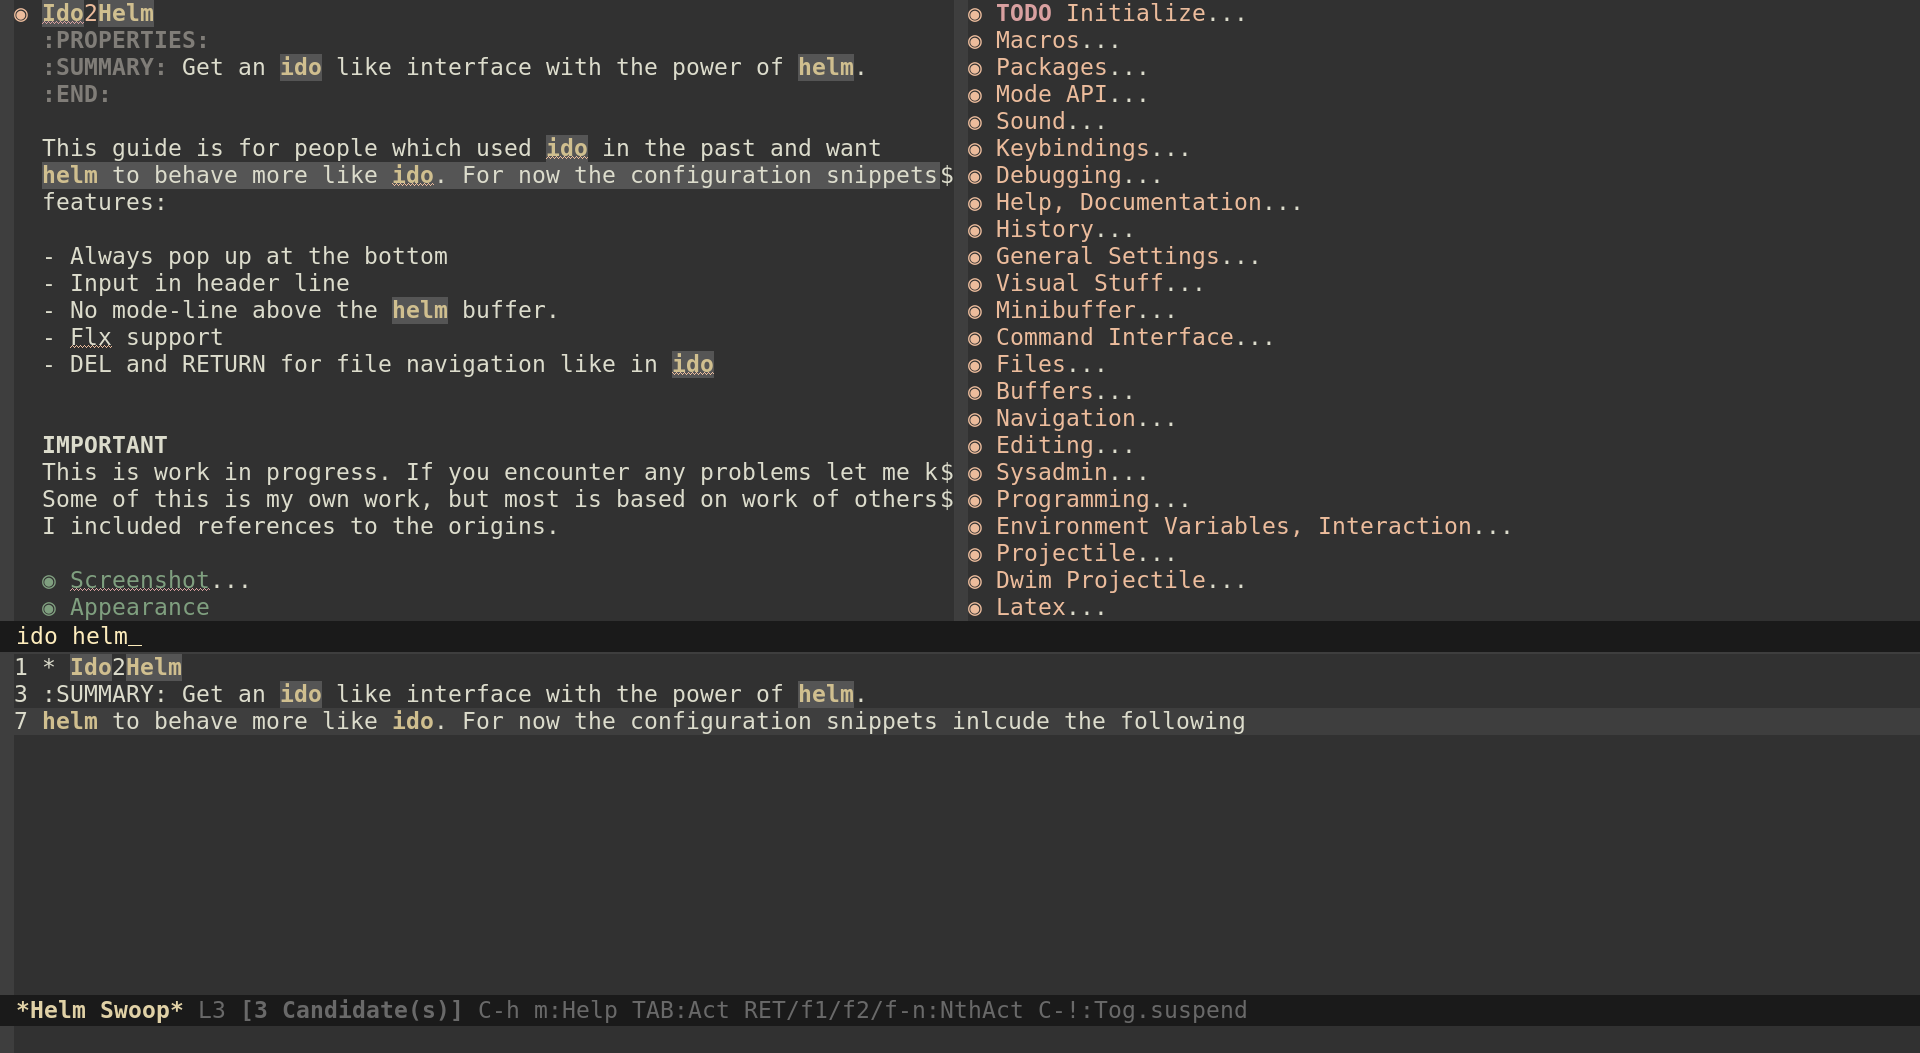 ◉ Ido2Helm
:PROPERTIES:
:SUMMARY: Get an ido like interface with the power of helm.
:END:
This guide is for people which used ido in the past and want
helm to behave more like ido. For now the configuration snippets$
features:
- Always pop up at the bottom
- Input in header line
- No mode-line above the helm buffer.
- Flx support
- DEL and RETURN for file navigation like in ido
IMPORTANT
This is work in progress. If you encounter any problems let me k$
Some of this is my own work, but most is based on work of others$
I included references to the origins.
◉ Screenshot...
◉ Appearance
◉ TODO Initialize...
◉ Macros...
◉ Packages...
◉ Mode API...
◉ Sound...
◉ Keybindings...
◉ Debugging...
◉ Help, Documentation...
◉ History...
◉ General Settings...
◉ Visual Stuff...
◉ Minibuffer...
◉ Command Interface...
◉ Files...
◉ Buffers...
◉ Navigation...
◉ Editing...
◉ Sysadmin...
◉ Programming...
◉ Environment Variables, Interaction...
◉ Projectile...
◉ Dwim Projectile...
◉ Latex...
ido helm_
1 * Ido2Helm
3 :SUMMARY: Get an ido like interface with the power of helm.
7 helm to behave more like ido. For now the configuration snippets inlcude the following
*Helm Swoop* L3 [3 Candidate(s)] C-h m:Help TAB:Act RET/f1/f2/f-n:NthAct C-!:Tog.suspend